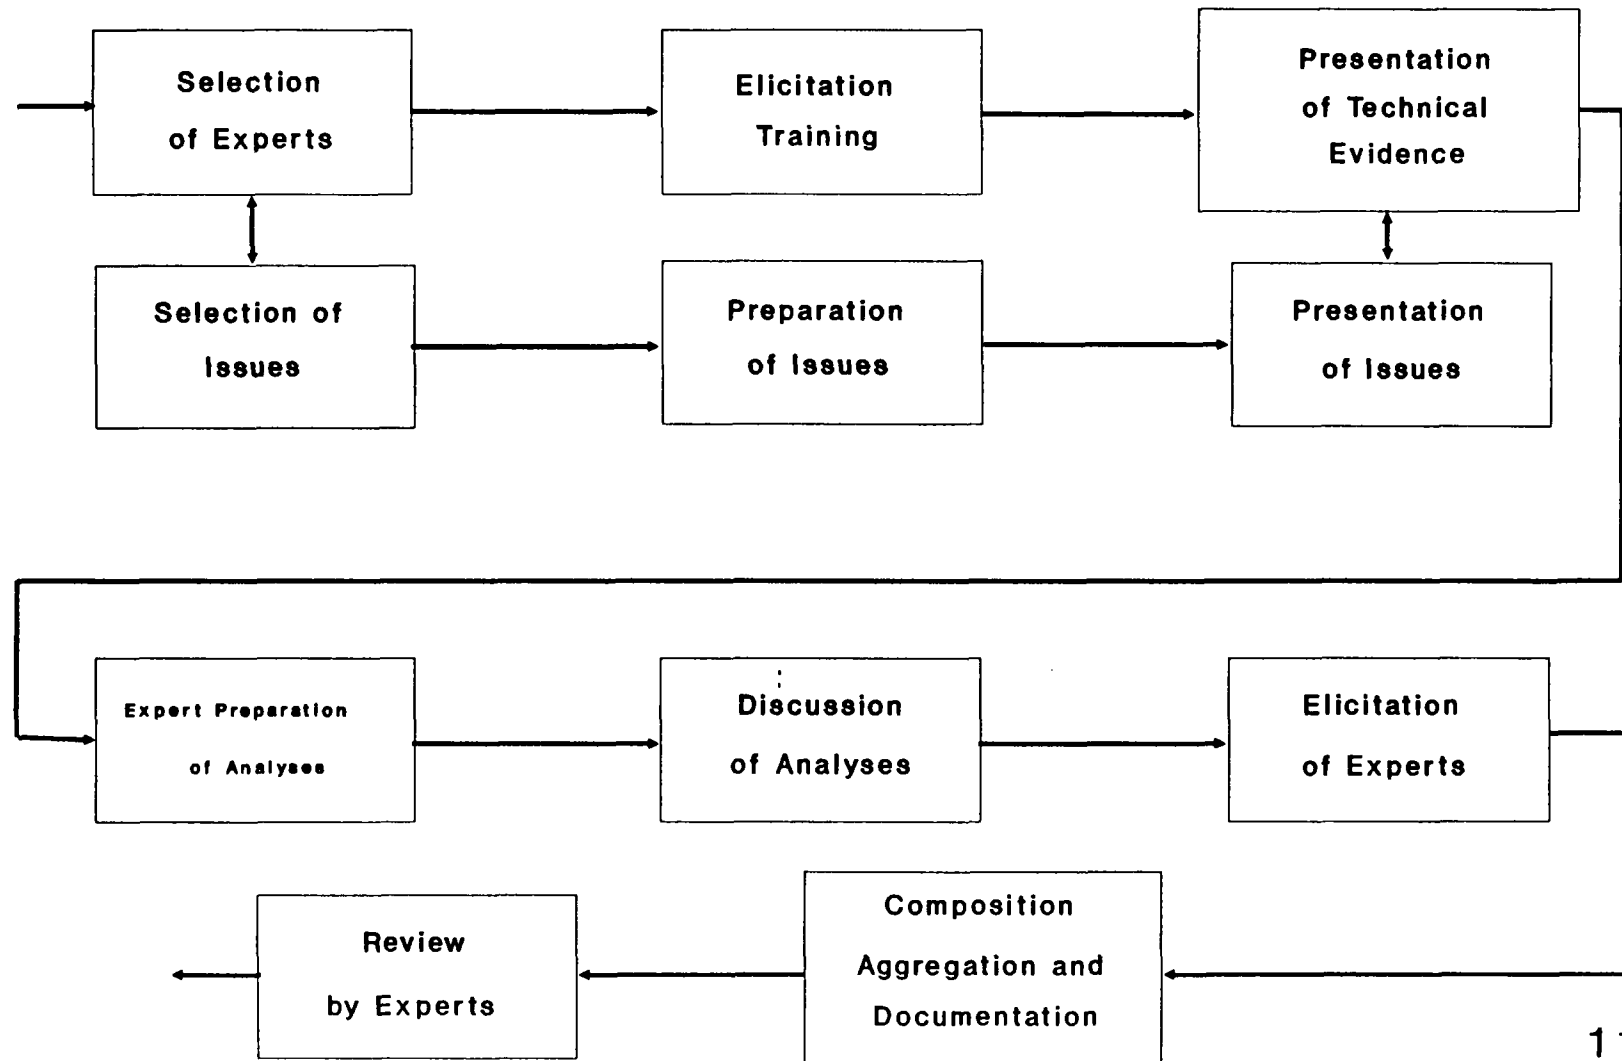 Selection
of Experts
Elicitation
Training
Presentation
of Technical
Evidence
Selection of
Issues
Preparation
of Issues
Presentation
of Issues
Expert Preparation
of Analyses
Discussion
of Analyses
Elicitation
of Experts
Review
by Experts
Composition
Aggregation and
Documentation